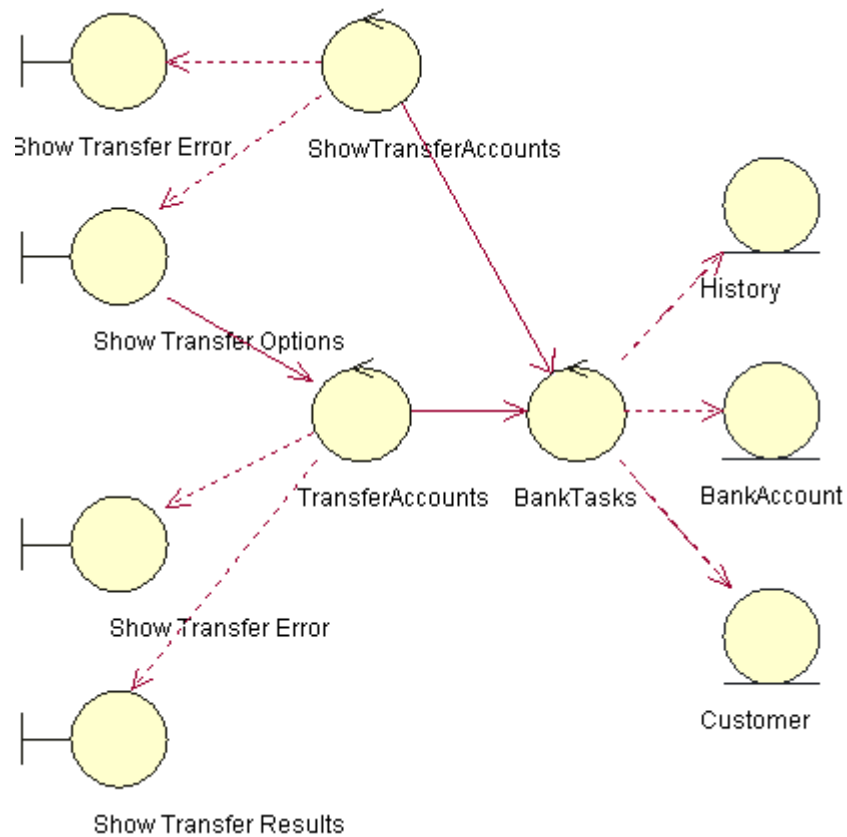 Show Transfer Error
ShowTransferAccounts
History
Show Transfer Options
TransferAccounts
BankTasks
BankAccount
Show Transfer Error
Customer
Show Transfer Results